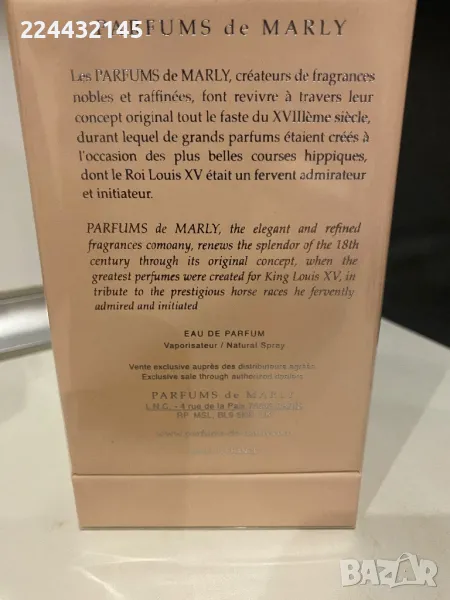 224432145
PARFUMS de MARLY
Les PARFUMS de MARLY, créateurs de fragrances
nobles et raffinées, font revivre à travers leur
concept original tout le faste du XVIIIème siècle,
durant lequel de grands parfums étaient créés à
l'occasion des plus belles courses hippiques,
dont le Roi Louis XV était un fervent admirateur
et initiateur.
PARFUMS de MARLY, the elegant and refined
fragrances comoany, renews the splendor of the 18th
century through its original concept, when the
greatest perfumes were created for King Louis XV, in
tribute to the prestigious horse races he fervently
admired and initiated
EAU DE PARFUM
Vaporisateur / Natural Spray
Vente exclusive auprès des distributeurs agréés
Exclusive sale through authorized dealers
PARFUMS de MARLY
4 rue de la Paix
BAZAR